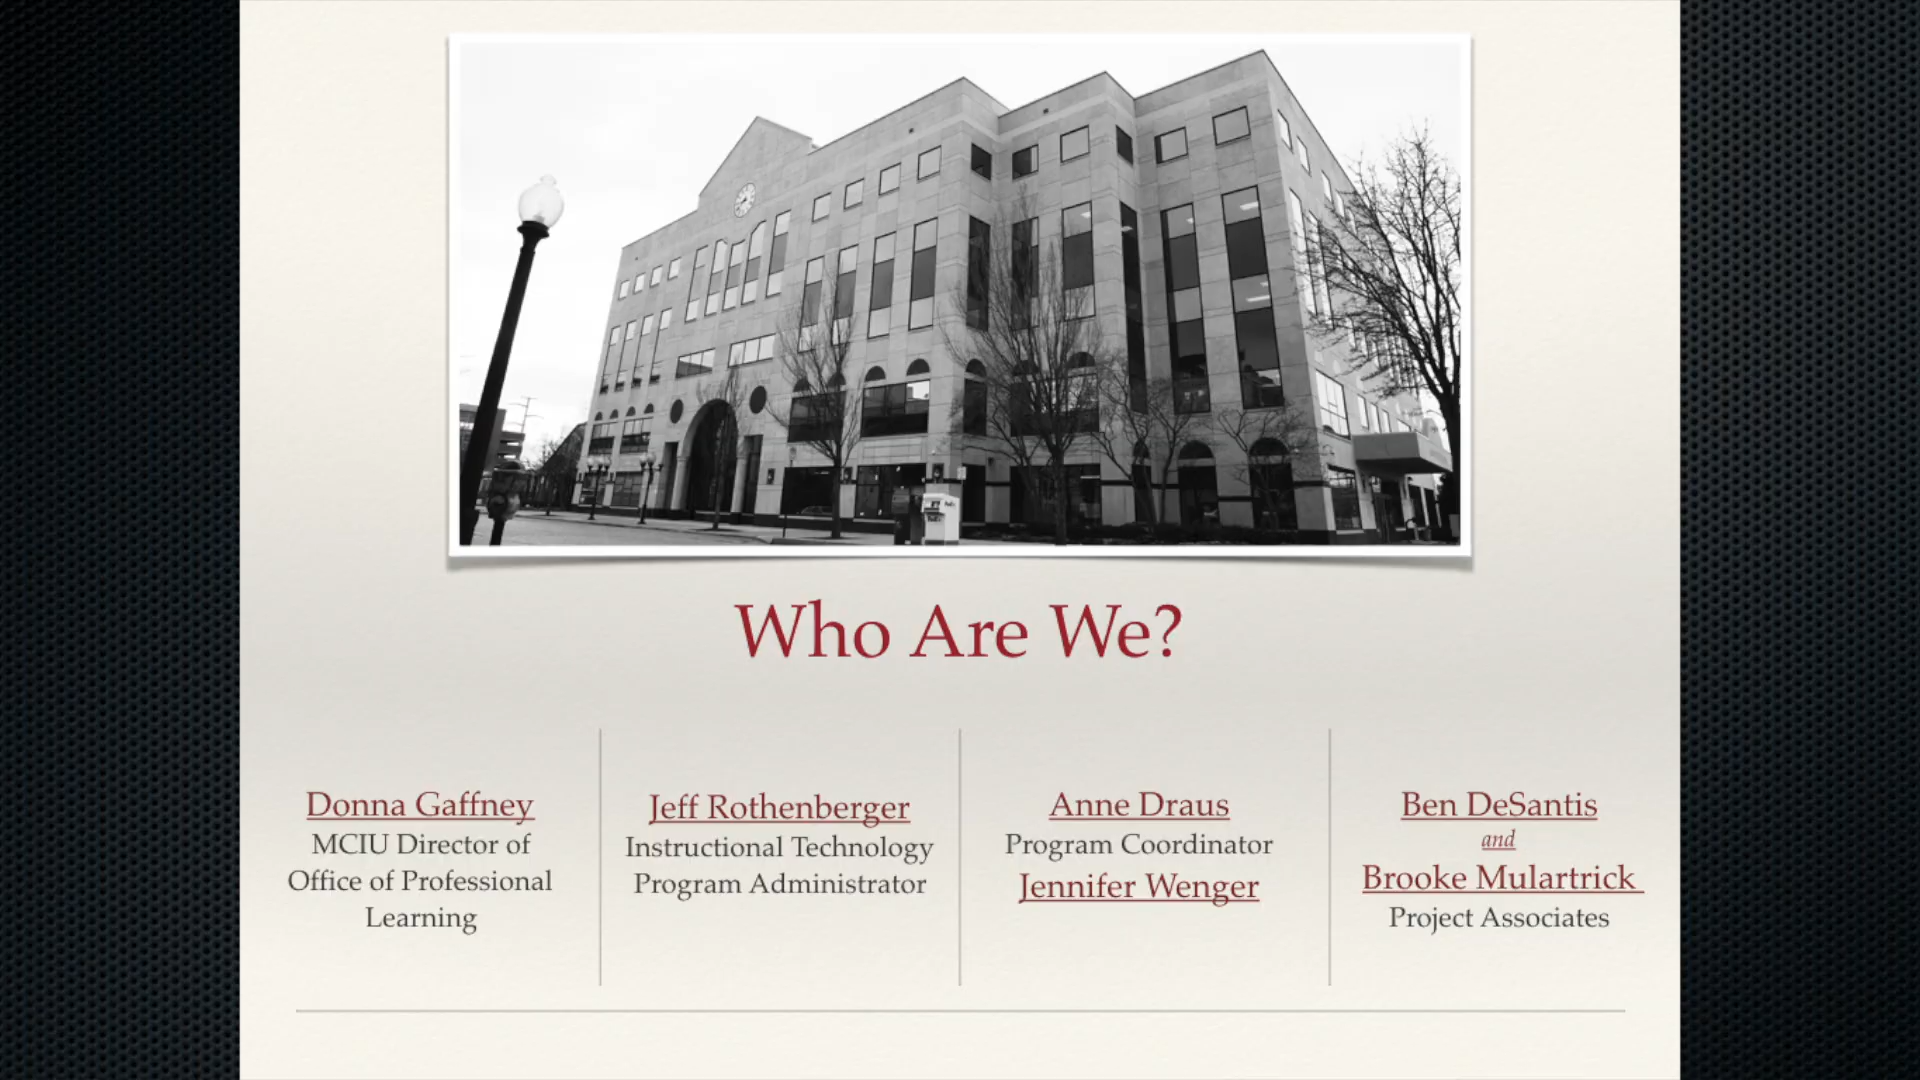 Who Are We?
Donna Gaffney
MCIU Director of
Office of Professional
Learning
Jeff Rothenberger
Instructional Technology
Program Administrator
Anne Draus
Program Coordinator
Jennifer Wenger
Ben DeSantis
and
Brooke Mulartrick
Project Associates